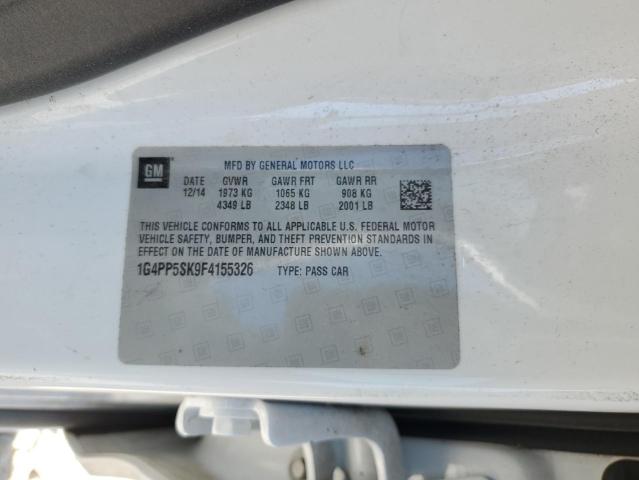 GM
MFD BY GENERAL MOTORS LLC
DATE GVWR GAWR FRT GAWR RR
12/14 1973 KG 1065 KG 908 KG
4349 LB 2348 LB 2001 LB
THIS VEHICLE CONFORMS TO ALL APPLICABLE U.S. FEDERAL MOTOR
VEHICLE SAFETY, BUMPER, AND THEFT PREVENTION STANDARDS IN
EFFECT ON THE DATE OF MANUFACTURE SHOWN ABOVE.
1G4PP5SK9F4155326 TYPE: PASS CAR